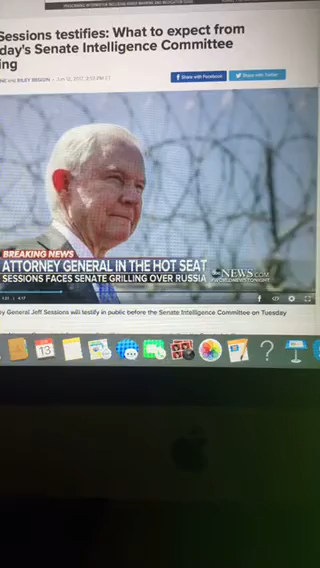 Sessions testifies: What to expect from
day's Senate Intelligence Committee
ing
Share with Facebook
Share with Twitter
BREAKING NEWS
ATTORNEY GENERAL IN THE HOT SEAT
SESSIONS FACES SENATE GRILLING OVER RUSSIA
abc NEWS.COM
y General Jeff Sessions will testify in public before the Senate Intelligence Committee on Tuesday
13